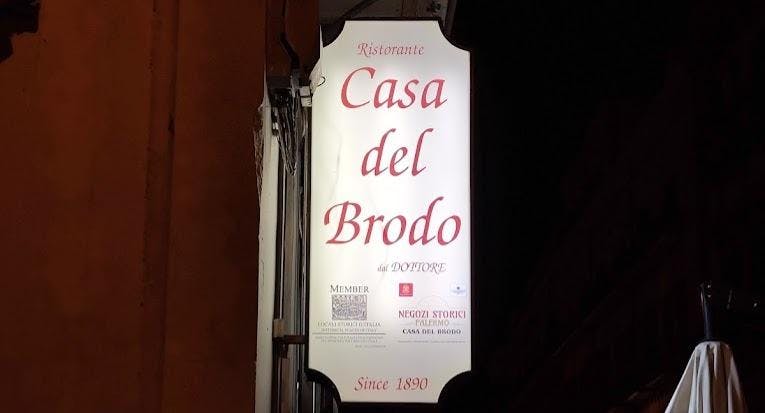 Ristorante
Casa
del
Brodo
dal DOTTORE
MEMBER
LOCALI STORICI D'ITALIA
NEGOZI STORICI
PALERMO
CASA DEL BRODO
Since 1890